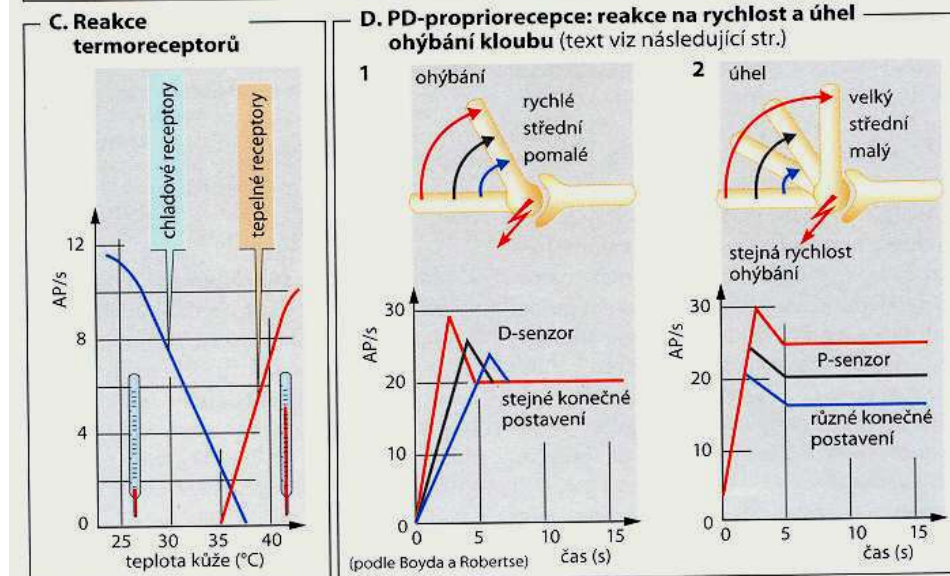 C. Reakce
termoreceptorů
chladové receptory
tepelné receptory
AP/s
12
8
4
0
25 30 35 40
teplota kůže (°C)
D. PD-propriorecepce: reakce na rychlost a úhel
ohýbání kloubu (text viz následující str.)
1
ohýbání
rychlé
střední
pomalé
AP/s
30
20
10
0
D-senzor
stejné konečné
postavení
0 5 10 15
čas (s)
(podle Boyda a Robertse)
2
úhel
velký
střední
malý
stejná rychlost
ohýbání
AP/s
30
20
10
0
P-senzor
různé konečné
postavení
0 5 10 15
čas (s)